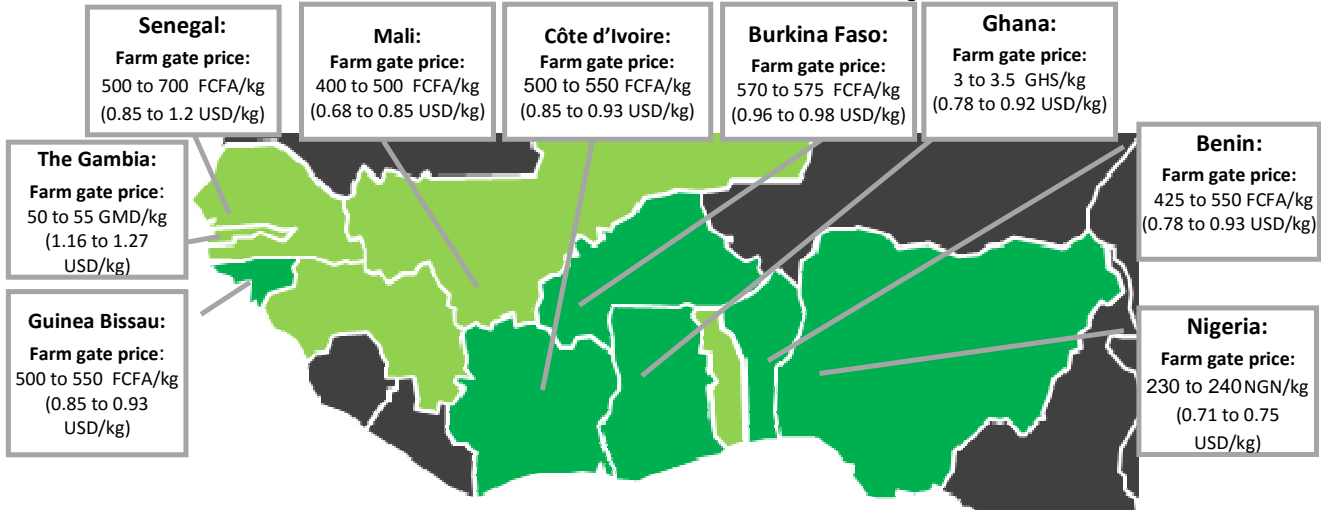 Senegal:
Farm gate price:
500 to 700 FCFA/kg
(0.85 to 1.2 USD/kg)
Mali:
Farm gate price:
400 to 500 FCFA/kg
(0.68 to 0.85 USD/kg)
Côte d'Ivoire:
Farm gate price:
500 to 550 FCFA/kg
(0.85 to 0.93 USD/kg)
Burkina Faso:
Farm gate price:
570 to 575 FCFA/kg
(0.96 to 0.98 USD/kg)
Ghana:
Farm gate price:
3 to 3.5 GHS/kg
(0.78 to 0.92 USD/kg)
The Gambia:
Farm gate price:
50 to 55 GMD/kg
(1.16 to 1.27
USD/kg)
Benin:
Farm gate price:
425 to 550 FCFA/kg
(0.78 to 0.93 USD/kg)
Guinea Bissau:
Farm gate price:
500 to 550 FCFA/kg
(0.85 to 0.93
USD/kg)
Nigeria:
Farm gate price:
230 to 240 NGN/kg
(0.71 to 0.75
USD/kg)